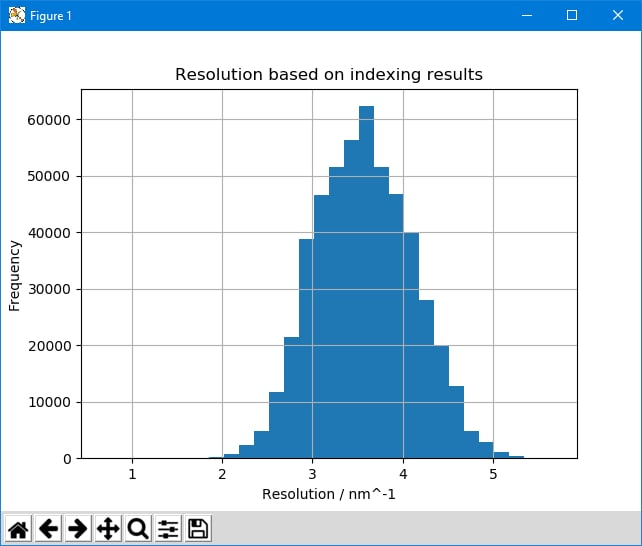 Figure 1
Resolution based on indexing results
60000
50000
40000
30000
20000
10000
0
Frequency
1 2 3 4 5
Resolution / nm^-1